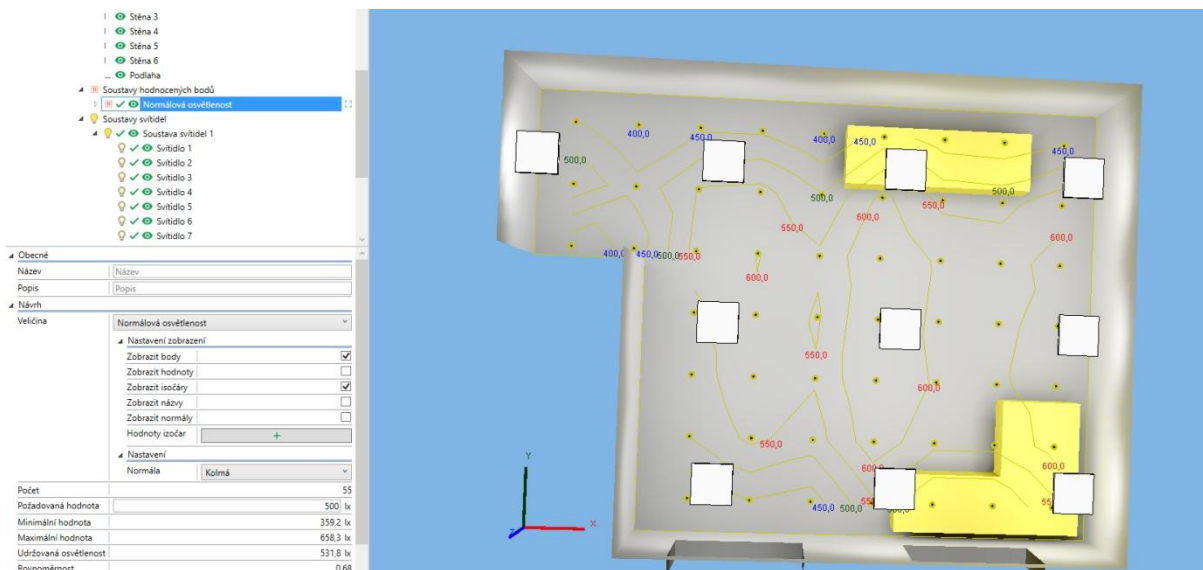 Stěna 3
Stěna 4
Stěna 5
Stěna 6
Podlaha
Soustavy hodnocených bodů
Normálová osvětlenost
Soustavy svítidel
Soustava svítidel 1
Svítidlo 1
Svítidlo 2
Svítidlo 3
Svítidlo 4
Svítidlo 5
Svítidlo 6
Svítidlo 7
Obecné
Název Název
Popis Popis
Návrh
Veličina Normálová osvětlenost
Nastavení zobrazení
Zobrazit body
Zobrazit hodnoty
Zobrazit isočáry
Zobrazit názvy
Zobrazit normály
Hodnoty izočar +
Nastavení
Normála Kolmá
Počet 55
Požadovaná hodnota 500 lx
Minimální hodnota 359,2 lx
Maximální hodnota 658,3 lx
Udržovaná osvětlenost 531,8 lx
Rovnoměrnost 0,68
400,0 450,0 400,0 450,0 450,0
500,0
500,0 500,0
550,0 600,0 550,0
600,0
400,0 450,0 500,0 550,0
600,0
550,0
600,0
550,0
600,0 600,0
450,0 500,0
Y
X
Z